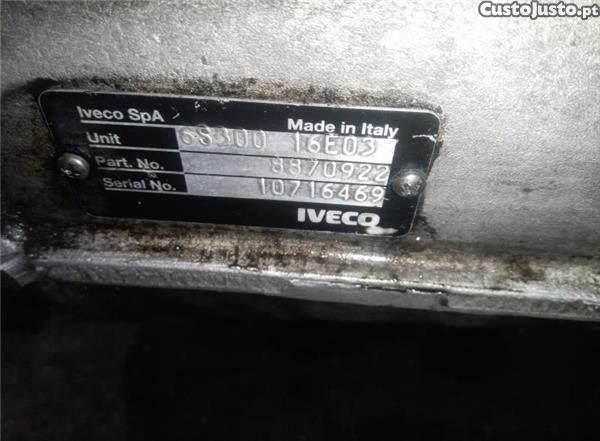 CustoJusto.pt
Iveco SpA
Made in Italy
Unit 6S300 16E03
Part. No. 8870922
Serial No. 10716469
IVECO